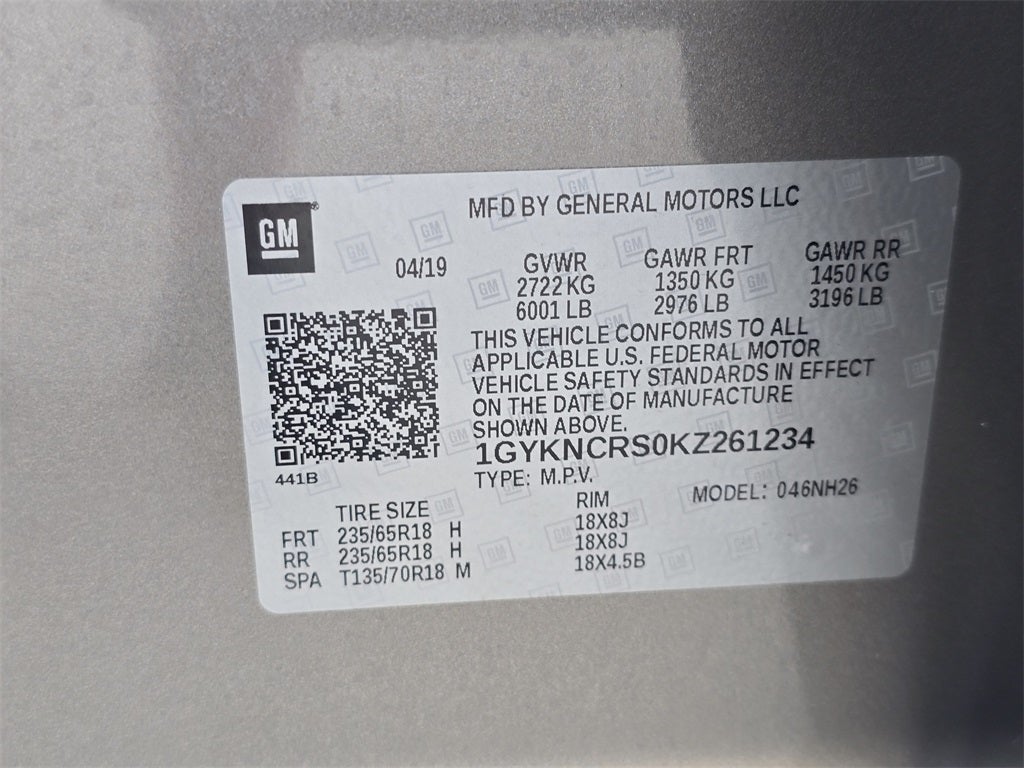 GM
MFD BY GENERAL MOTORS LLC
04/19
GVWR GAWR FRT GAWR RR
2722 KG 1350 KG 1450 KG
6001 LB 2976 LB 3196 LB
THIS VEHICLE CONFORMS TO ALL
APPLICABLE U.S. FEDERAL MOTOR
VEHICLE SAFETY STANDARDS IN EFFECT
ON THE DATE OF MANUFACTURE
SHOWN ABOVE.
1GYKNCRS0KZ261234
441B
TYPE: M.P.V.
MODEL: 046NH26
TIRE SIZE RIM
FRT 235/65R18 H 18X8J
RR 235/65R18 H 18X8J
SPA T135/70R18 M 18X4.5B